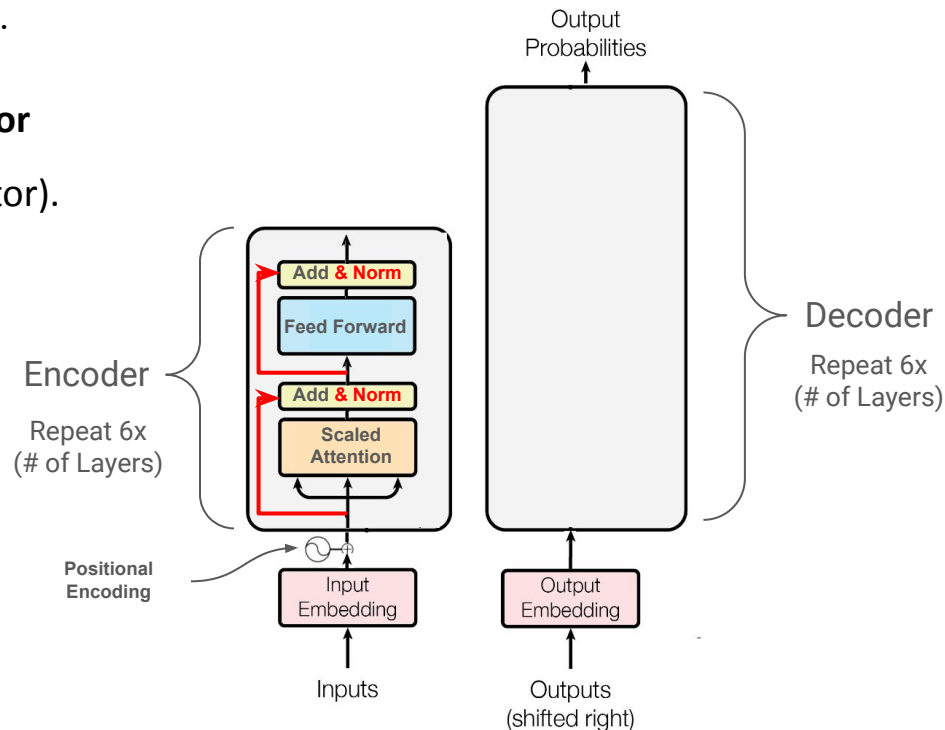 .
or
tor).
Output
Probabilities
Add & Norm
Feed Forward
Add & Norm
Scaled
Attention
Encoder
Repeat 6x
(# of Layers)
Decoder
Repeat 6x
(# of Layers)
Positional
Encoding
Input
Embedding
Output
Embedding
Inputs
Outputs
(shifted right)